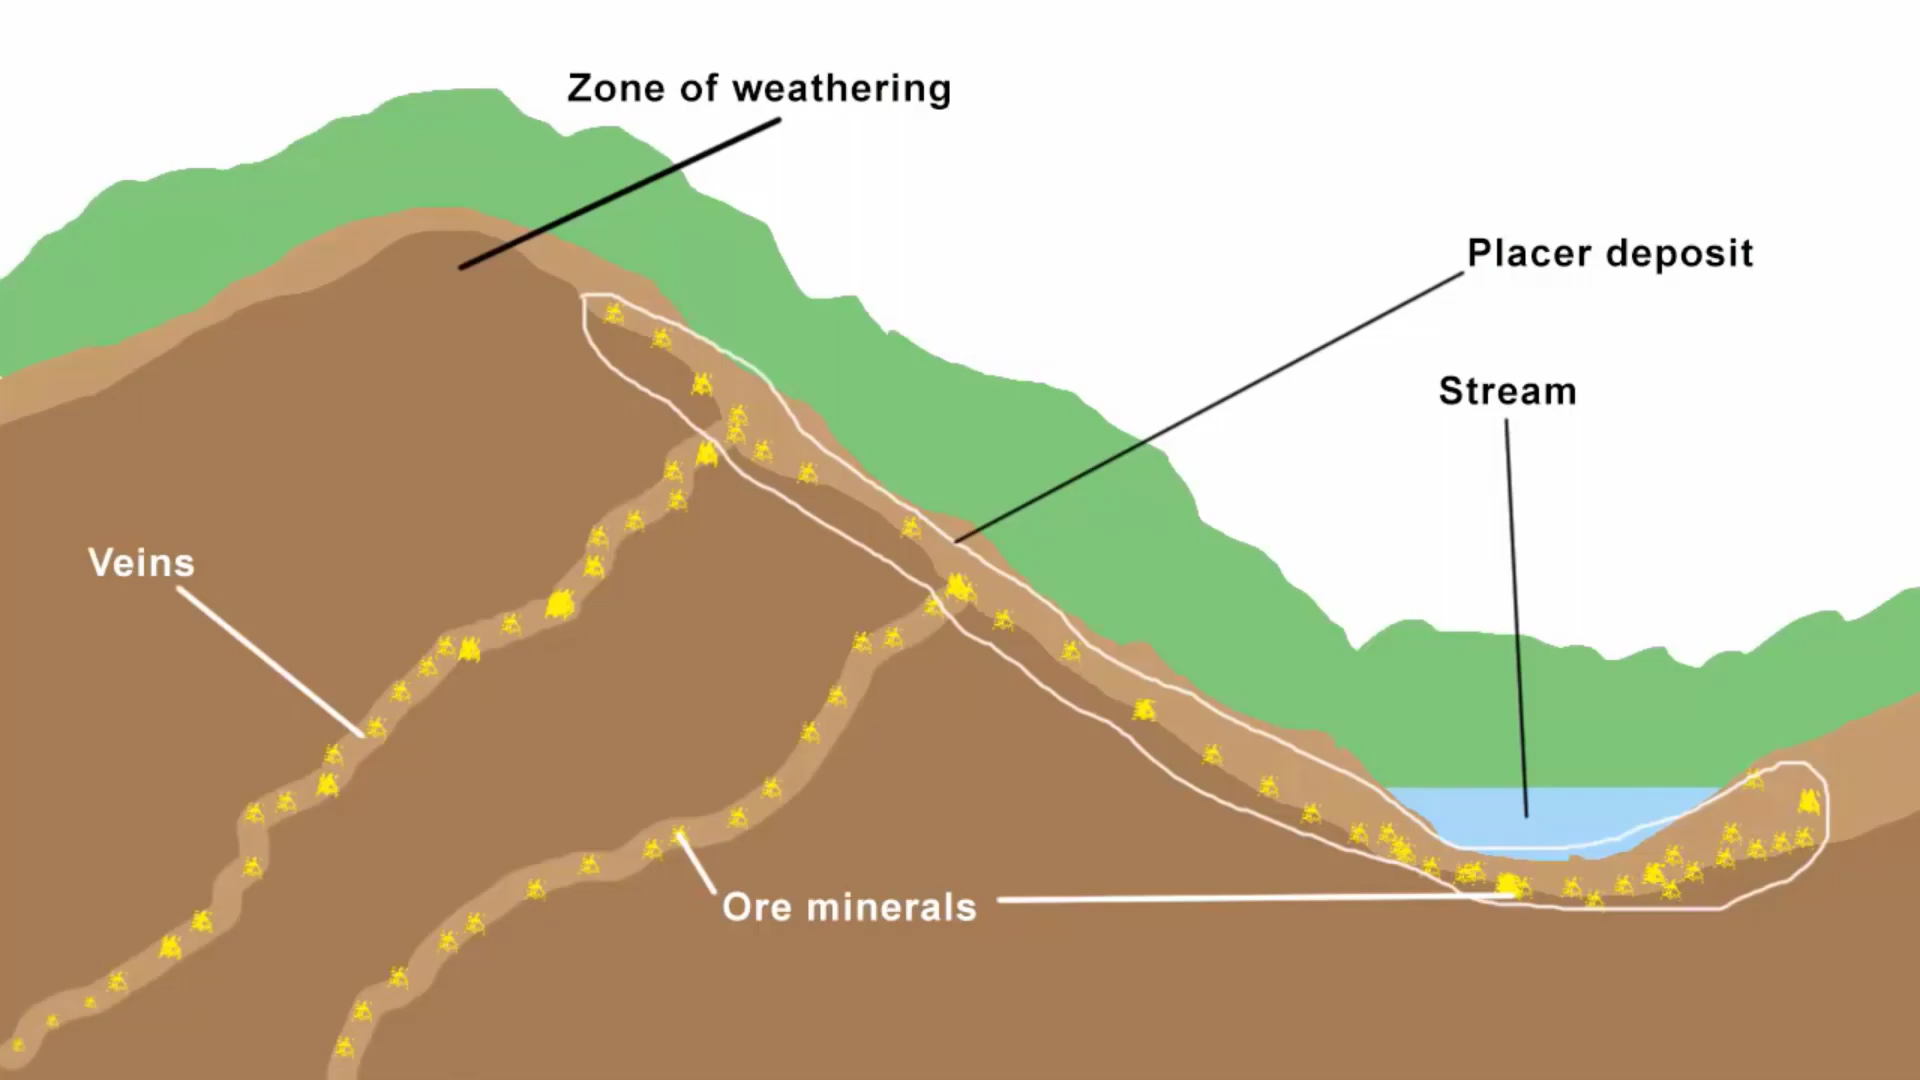 Zone of weathering
Placer deposit
Stream
Veins
Ore minerals